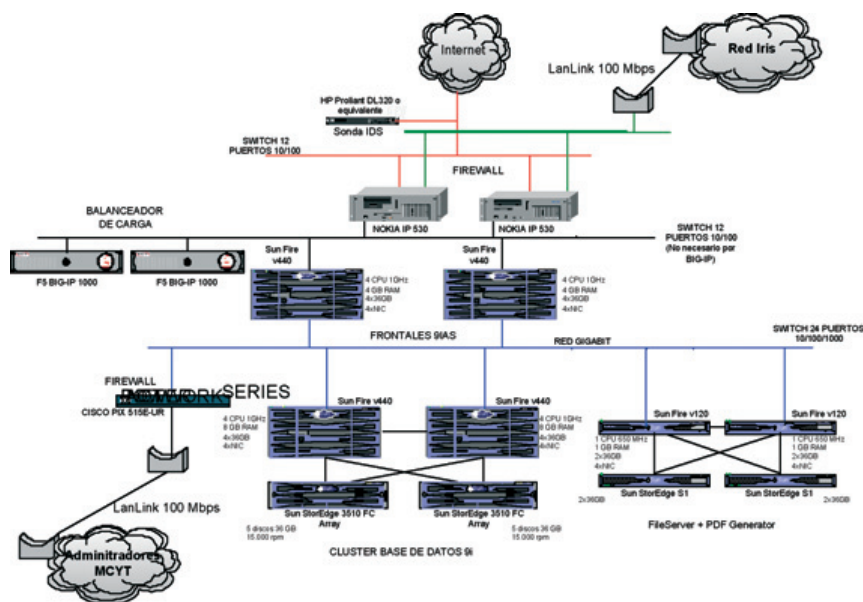 Internet
Red Iris
LanLink 100 Mbps
HP Proliant DL320 o
equivalente
Sonda IDS
SWITCH 12
PUERTOS 10/100
FIREWALL
BALANCEADOR
DE CARGA
NOKIA IP 530
NOKIA IP 530
SWITCH 12
PUERTOS 10/100
(No necesario por
BIG-IP)
F5 BIG-IP 1000
F5 BIG-IP 1000
Sun Fire
v440
4 CPU 1GHz
4 GB RAM
4x36GB
4xNIC
Sun Fire
v440
4 CPU 1GHz
4 GB RAM
4x36GB
4xNIC
FRONTALES 9IAS
RED GIGABIT
SWITCH 24 PUERTOS
10/100/1000
FIREWALL
SERIES
CISCO PIX 515E-UR
Sun Fire v440
4 CPU 1GHz
8 GB RAM
4x36GB
4xNIC
Sun Fire v440
4 CPU 1GHz
8 GB RAM
4x36GB
4xNIC
Sun Fire v120
1 CPU 650 MHz
1 GB RAM
2x36GB
4xNIC
Sun Fire v120
1 CPU 650 MHz
1 GB RAM
2x36GB
4xNIC
Sun StorEdge S1
2x36GB
Sun StorEdge S1
2x36GB
LanLink 100 Mbps
Sun StorEdge 3510 FC
Array
5 discos 36 GB
15.000 rpm
Sun StorEdge 3510 FC
Array
5 discos 36 GB
15.000 rpm
FileServer + PDF Generator
CLUSTER BASE DE DATOS 9i
Adminitradores
MCYT